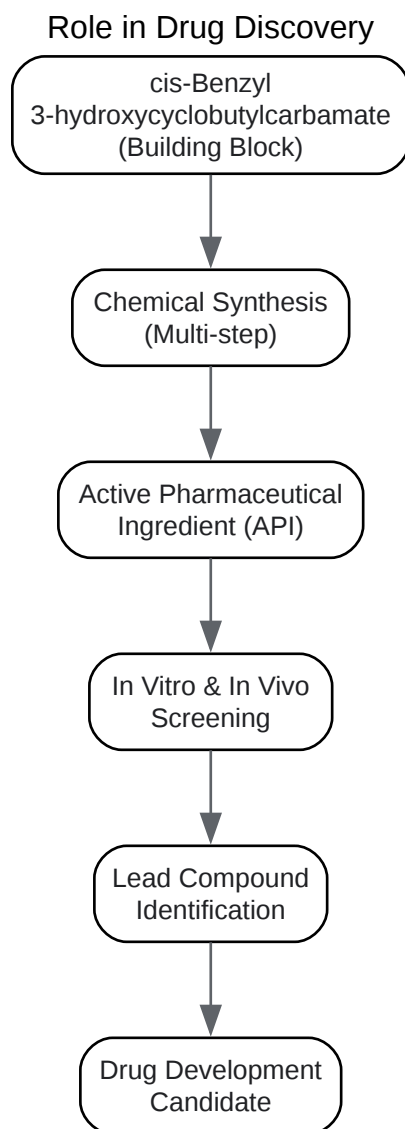 Role in Drug Discovery
cis-Benzyl
3-hydroxycyclobutylcarbamate
(Building Block)
Chemical Synthesis
(Multi-step)
Active Pharmaceutical
Ingredient (API)
In Vitro & In Vivo
Screening
Lead Compound
Identification
Drug Development
Candidate